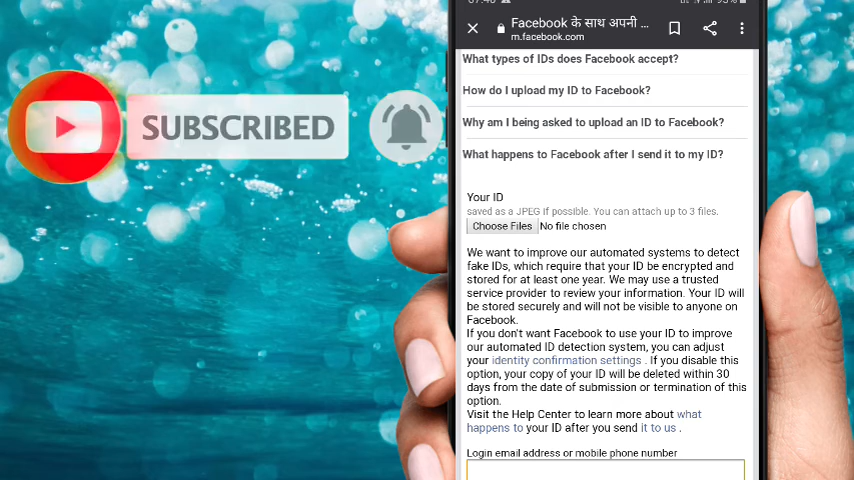 SUBSCRIBED
Facebook के साथ अपनी ...
m.facebook.com
What types of IDs does Facebook accept?
How do I upload my ID to Facebook?
Why am I being asked to upload an ID to Facebook?
What happens to Facebook after I send it to my ID?
Your ID
saved as a JPEG if possible. You can attach up to 3 files.
Choose Files No file chosen
We want to improve our automated systems to detect
fake IDs, which require that your ID be encrypted and
stored for at least one year. We may use a trusted
service provider to review your information. Your ID will
be stored securely and will not be visible to anyone on
Facebook.
If you don't want Facebook to use your ID to improve
our automated ID detection system, you can adjust
your identity confirmation settings . If you disable this
option, your copy of your ID will be deleted within 30
days from the date of submission or termination of this
option.
Visit the Help Center to learn more about what
happens to your ID after you send it to us .
Login email address or mobile phone number